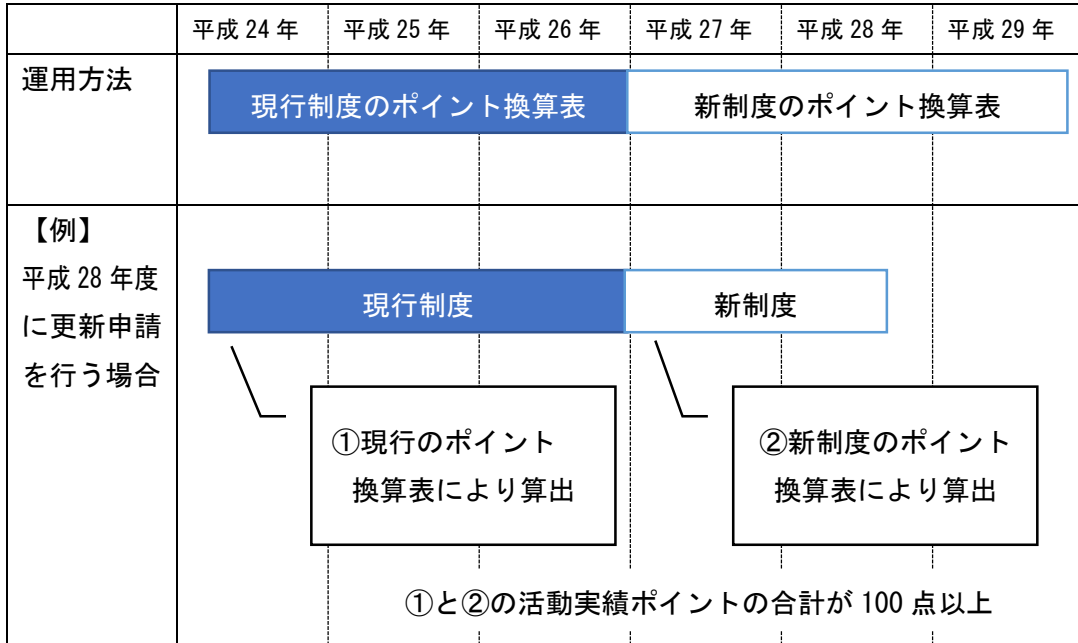 平成 24 年 平成 25 年 平成 26 年 平成 27 年 平成 28 年 平成 29 年
運用方法
現行制度のポイント換算表 新制度のポイント換算表
【例】
平成 28 年度
に更新申請
を行う場合
現行制度 新制度
①現行のポイント
換算表により算出
②新制度のポイント
換算表により算出
①と②の活動実績ポイントの合計が 100 点以上